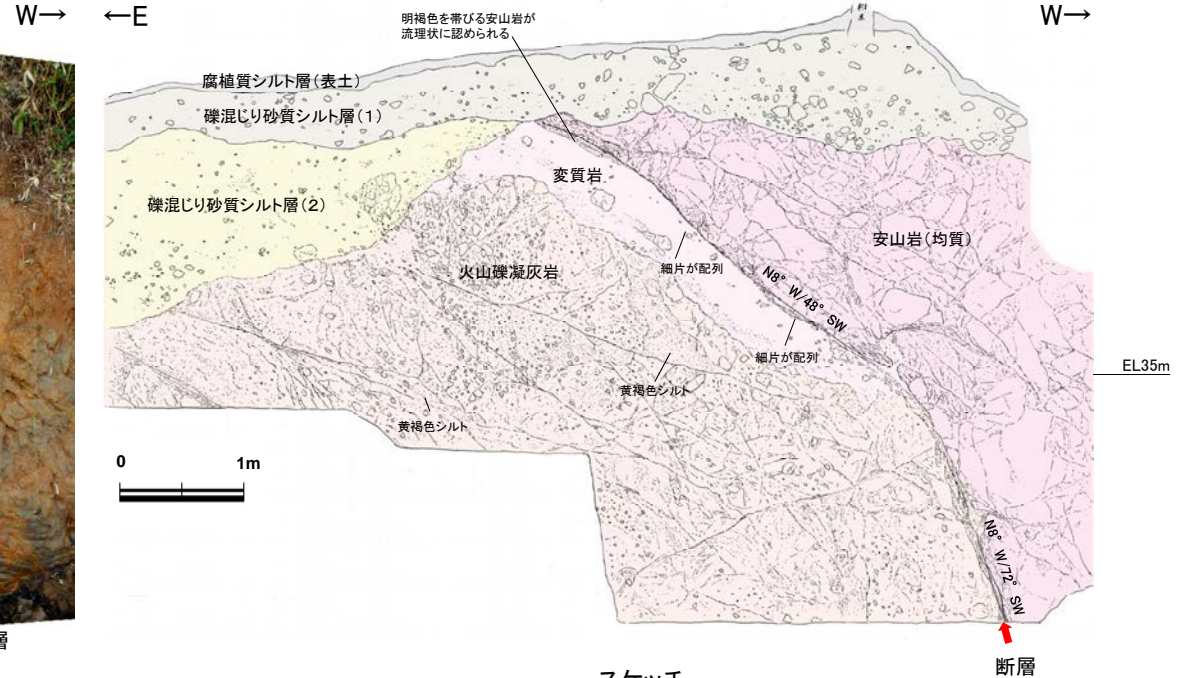 W→
←E
W→
明褐色を帯びる安山岩が
流理状に認められる
腐植質シルト層(表土)
礫混じり砂質シルト層(1)
変質岩
礫混じり砂質シルト層(2)
安山岩(均質)
火山礫凝灰岩
細片が配列
N8° W/48° SW
細片が配列
EL35m
黄褐色シルト
黄褐色シルト
0 1m
N8° W/72° SW
層
断層
スケッチ